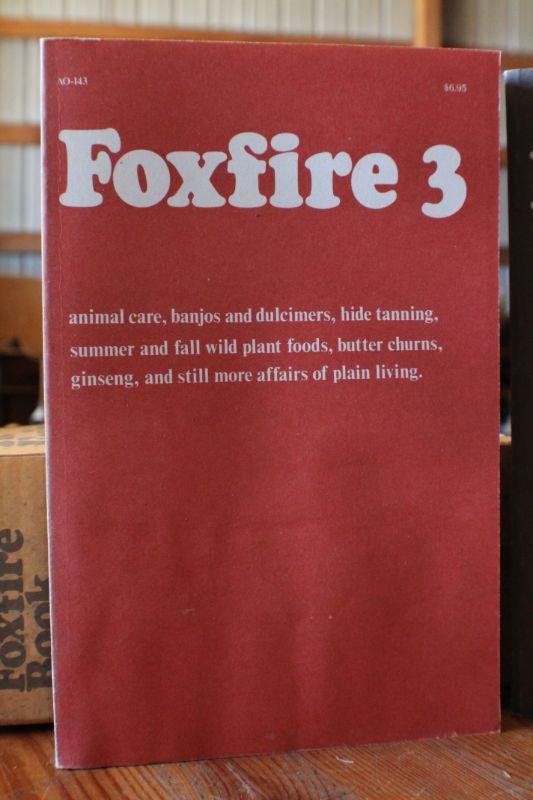 AO-143
$6.95
Foxfire 3
animal care, banjos and dulcimers, hide tanning,
summer and fall wild plant foods, butter churns,
ginseng, and still more affairs of plain living.
Foxfire
Book